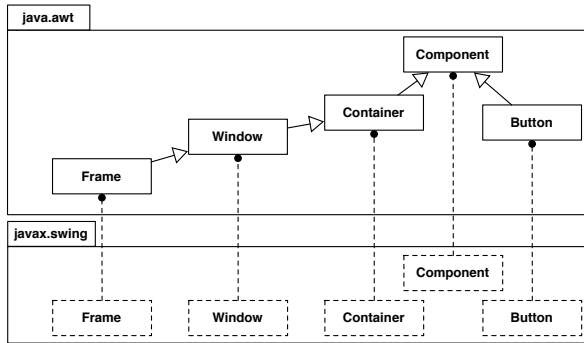 java.awt
Component
Container
Button
Window
Frame
javax.swing
Component
Frame
Window
Container
Button